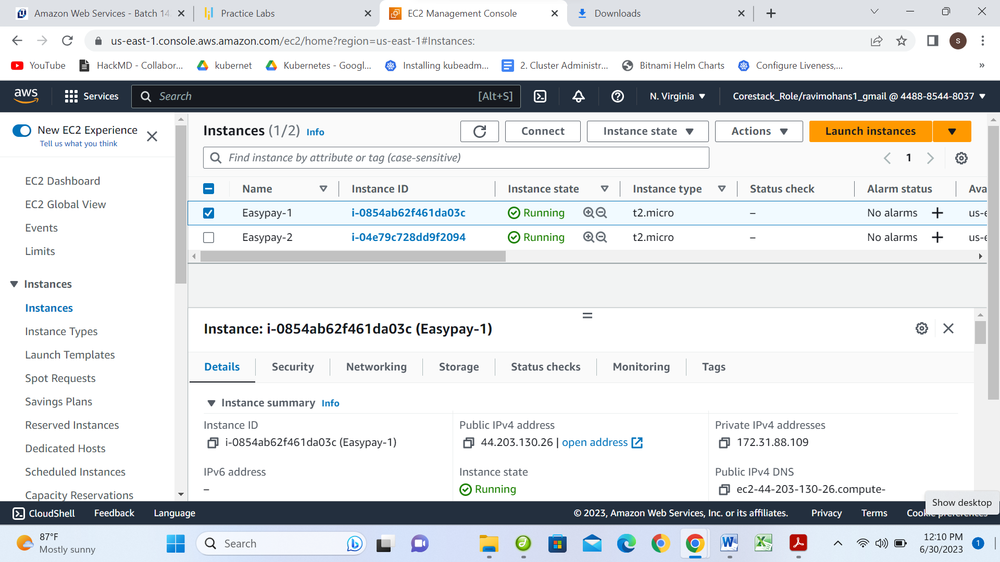 Amazon Web Services - Batch 14
Practice Labs
EC2 Management Console
Downloads
us-east-1.console.aws.amazon.com/ec2/home?region=us-east-1#Instances:
s
YouTube
HackMD - Collabor...
kubernet
Kubernetes - Googl...
Installing kubeadm...
2. Cluster Administr...
Bitnami Helm Charts
Configure Liveness,...
»
aws
Services
Search
[Alt+S]
N. Virginia
Corestack_Role/ravimohans1_gmail @ 4488-8544-8037
New EC2 Experience
Tell us what you think
EC2 Dashboard
EC2 Global View
Events
Limits
Instances
Instances
Instance Types
Launch Templates
Spot Requests
Savings Plans
Reserved Instances
Dedicated Hosts
Scheduled Instances
Capacity Reservations
Instances (1/2) Info
Connect
Instance state
Actions
Launch instances
Find instance by attribute or tag (case-sensitive)
1
Name Instance ID Instance state Instance type Status check Alarm status Ava
Easypay-1 i-0854ab62f461da03c Running t2.micro – No alarms + us-e
Easypay-2 i-04e79c728dd9f2094 Running t2.micro – No alarms + us-e
Instance: i-0854ab62f461da03c (Easypay-1)
Details Security Networking Storage Status checks Monitoring Tags
Instance summary Info
Instance ID
i-0854ab62f461da03c (Easypay-1)
Public IPv4 address
44.203.130.26 | open address
Private IPv4 addresses
172.31.88.109
IPv6 address
–
Instance state
Running
Public IPv4 DNS
ec2-44-203-130-26.compute-
Show desktop
CloudShell Feedback Language
© 2023, Amazon Web Services, Inc. or its affiliates. Privacy Terms Cookie preferences
87°F
Mostly sunny
Search
12:10 PM
6/30/2023
1